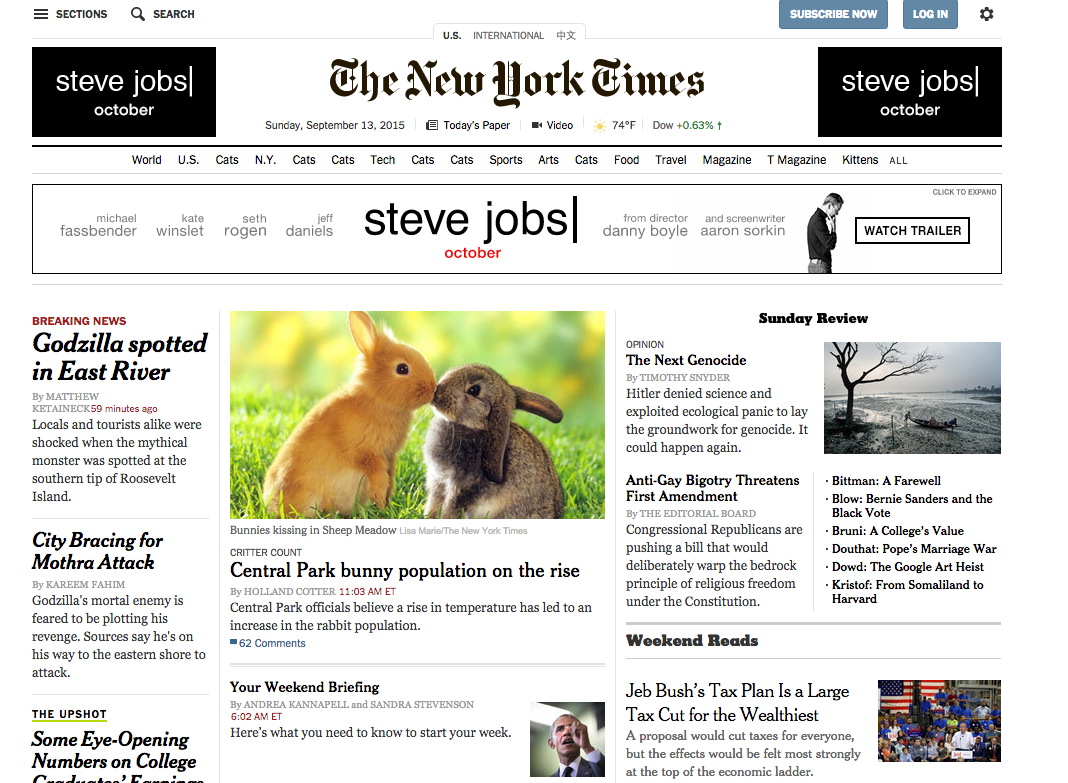 SECTIONS
SEARCH
SUBSCRIBE NOW
LOG IN
U.S. INTERNATIONAL 中文
steve jobs|
october
The New York Times
steve jobs|
october
Sunday, September 13, 2015
Today's Paper
Video
74°F
Dow +0.63% ↑
World U.S. Cats N.Y. Cats Cats Tech Cats Cats Sports Arts Cats Food Travel Magazine T Magazine Kittens ALL
CLICK TO EXPAND
michael
fassbender
kate
winslet
seth
rogen
jeff
daniels
steve jobs|
october
from director
danny boyle
and screenwriter
aaron sorkin
WATCH TRAILER
BREAKING NEWS
Godzilla spotted
in East River
By MATTHEW
KETAINECK59 minutes ago
Locals and tourists alike were
shocked when the mythical
monster was spotted at the
southern tip of Roosevelt
Island.
City Bracing for
Mothra Attack
By KAREEM FAHIM
Godzilla's mortal enemy is
feared to be plotting his
revenge. Sources say he's on
his way to the eastern shore to
attack.
THE UPSHOT
Some Eye-Opening
Numbers on College
Graduates' Earnings
Bunnies kissing in Sheep Meadow Lisa Marie/The New York Times
CRITTER COUNT
Central Park bunny population on the rise
By HOLLAND COTTER 11:03 AM ET
Central Park officials believe a rise in temperature has led to an
increase in the rabbit population.
62 Comments
Your Weekend Briefing
By ANDREA KANNAPELL and SANDRA STEVENSON
6:02 AM ET
Here's what you need to know to start your week.
Sunday Review
OPINION
The Next Genocide
By TIMOTHY SNYDER
Hitler denied science and
exploited ecological panic to lay
the groundwork for genocide. It
could happen again.
Anti-Gay Bigotry Threatens
First Amendment
By THE EDITORIAL BOARD
Congressional Republicans are
pushing a bill that would
deliberately warp the bedrock
principle of religious freedom
under the Constitution.
· Bittman: A Farewell
· Blow: Bernie Sanders and the
Black Vote
· Bruni: A College's Value
· Douthat: Pope's Marriage War
· Dowd: The Google Art Heist
· Kristof: From Somaliland to
Harvard
Weekend Reads
Jeb Bush's Tax Plan Is a Large
Tax Cut for the Wealthiest
A proposal would cut taxes for everyone,
but the effects would be felt most strongly
at the top of the economic ladder.